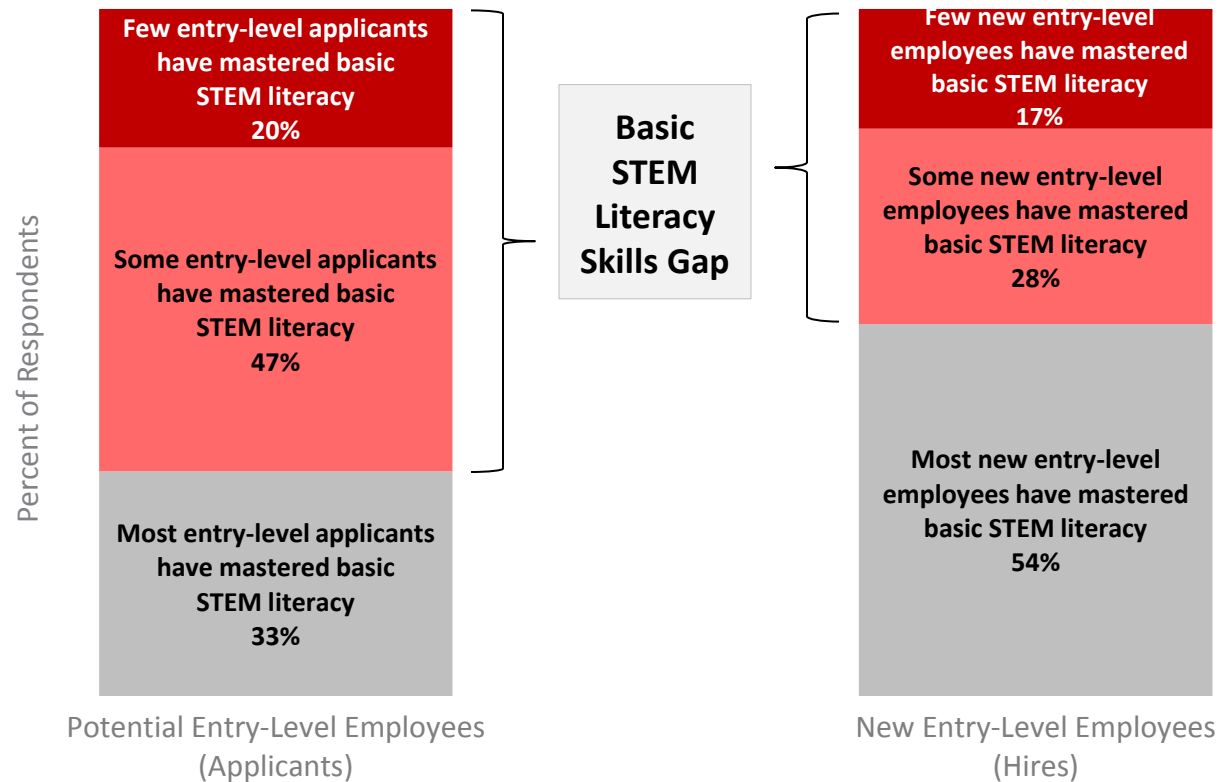 Few entry-level applicants
have mastered basic
STEM literacy
20%
Some entry-level applicants
have mastered basic
STEM literacy
47%
Most entry-level applicants
have mastered basic
STEM literacy
33%
Percent of Respondents
Potential Entry-Level Employees
(Applicants)
Basic
STEM
Literacy
Skills Gap
Few new entry-level
employees have mastered
basic STEM literacy
17%
Some new entry-level
employees have mastered
basic STEM literacy
28%
Most new entry-level
employees have mastered
basic STEM literacy
54%
New Entry-Level Employees
(Hires)